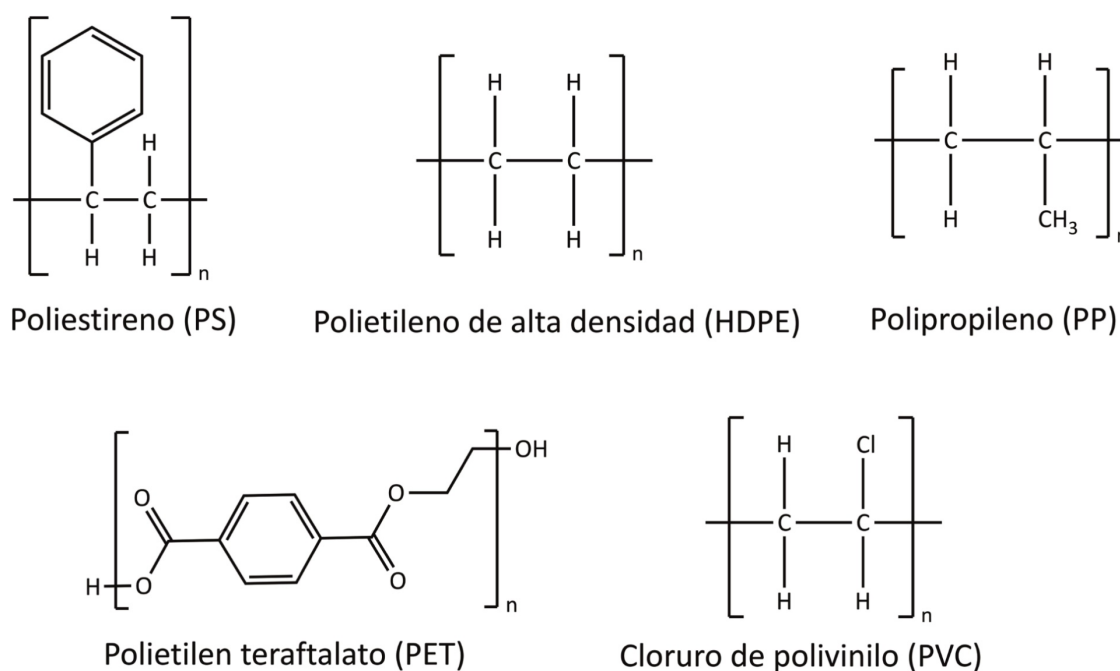 H
C C
H H
n
Poliestireno (PS)
H H
C C
H H
n
Polietileno de alta densidad (HDPE)
H H
C C
H CH₃
n
Polipropileno (PP)
O
O
OH
H O
O
n
Polietilen teraftalato (PET)
H Cl
C C
H H
n
Cloruro de polivinilo (PVC)